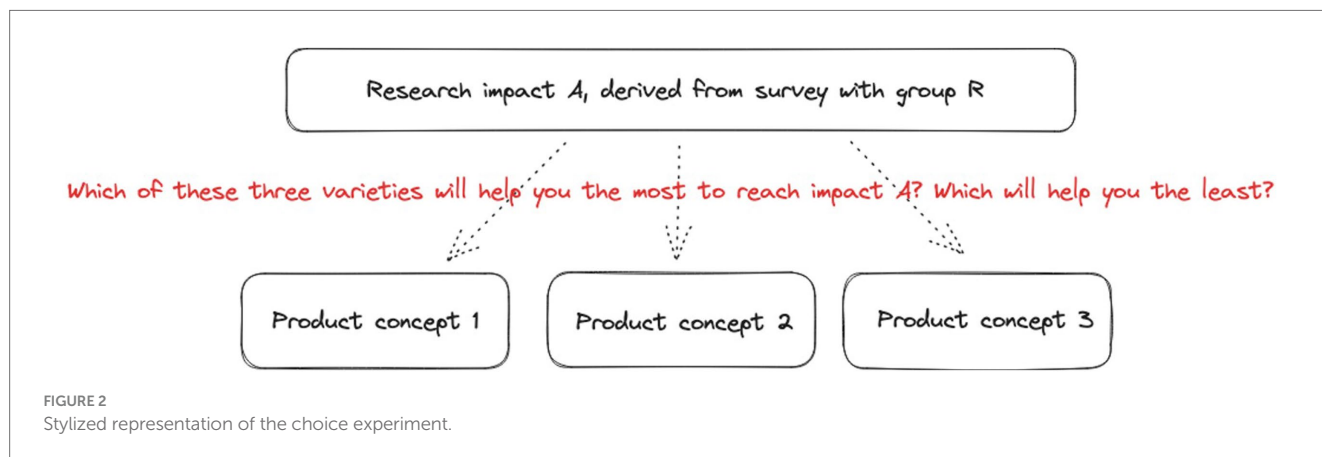 Research impact A, derived from survey with group R
Which of these three varieties will help you the most to reach impact A? Which will help you the least?
Product concept 1
Product concept 2
Product concept 3
FIGURE 2
Stylized representation of the choice experiment.